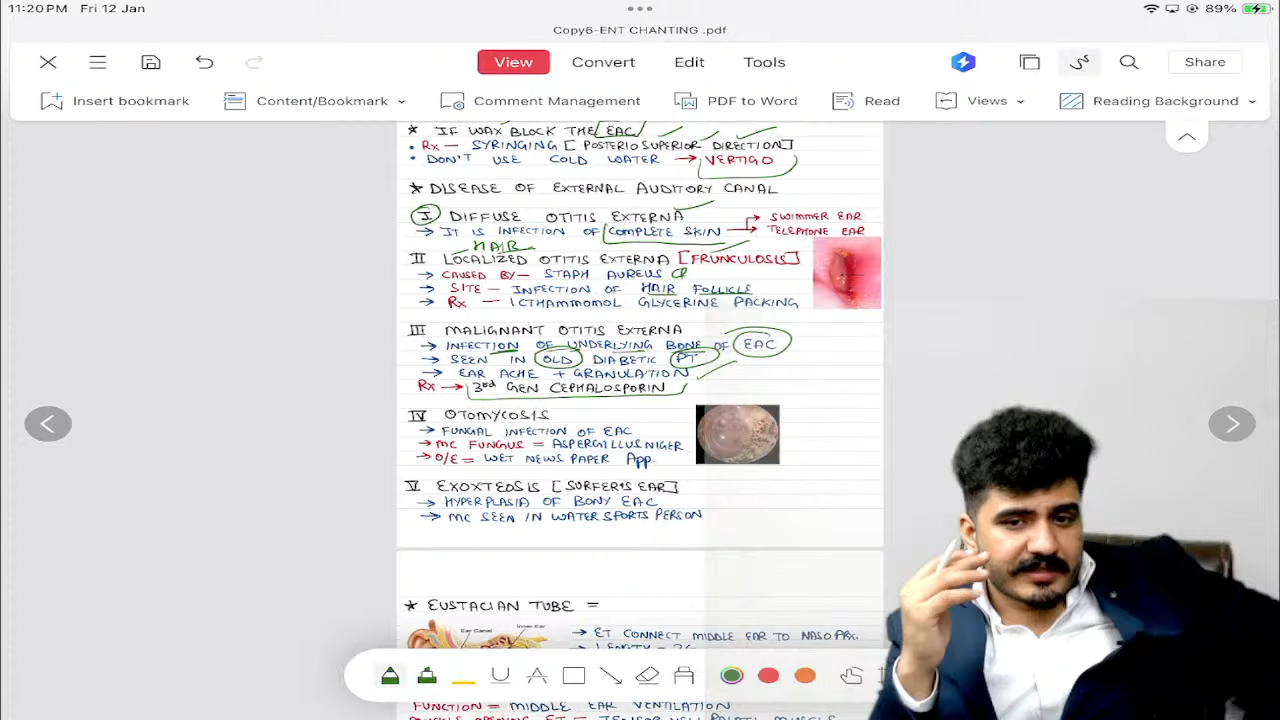 11:20 PM Fri 12 Jan
89%
Copy6-ENT CHANTING .pdf
View Convert Edit Tools
Share
Insert bookmark Content/Bookmark Comment Management PDF to Word Read Views Reading Background
* IF WAX BLOCK THE [EAC/
• Rx – SYRINGING [POSTEROSUPERIOR DIRECTION]
• DON'T USE COLD WATER → VERTIGO
* DISEASE OF EXTERNAL AUDITORY CANAL
I DIFFUSE OTITIS EXTERNA
→ IT IS INFECTION OF COMPLETE SKIN → SWIMMER EAR
→ TELEPHONE EAR
HAIR
II LOCALIZED OTITIS EXTERNA [FRUNCULOSIS]
→ CAUSED BY – STAPH AUREUS
→ SITE – INFECTION OF HAIR FOLLICLE
→ Rx – ICTHAMMOMOL GLYCERINE PACKING
III MALIGNANT OTITIS EXTERNA
→ INFECTION OF UNDERLYING BONE OF EAC
→ SEEN IN OLD DIABETIC PT
→ EAR ACHE + GRANULATION
Rx → 3rd GEN CEPHALOSPORIN
IV OTOMYCOSIS
→ FUNGAL INFECTION OF EAC
→ MC FUNGUS = ASPERGILLUS NIGER
→ O/E = WET NEWS PAPER App.
V EXOXTEOSIS [SURFER'S EAR]
→ HYPERPLASIA OF BONY EAC
→ MC SEEN IN WATER SPORTS PERSON
* EUSTACIAN TUBE =
Ear Canal Inner Ear
→ ET CONNECT MIDDLE EAR TO NASO PX.
FUNCTION = MIDDLE EAR VENTILATION